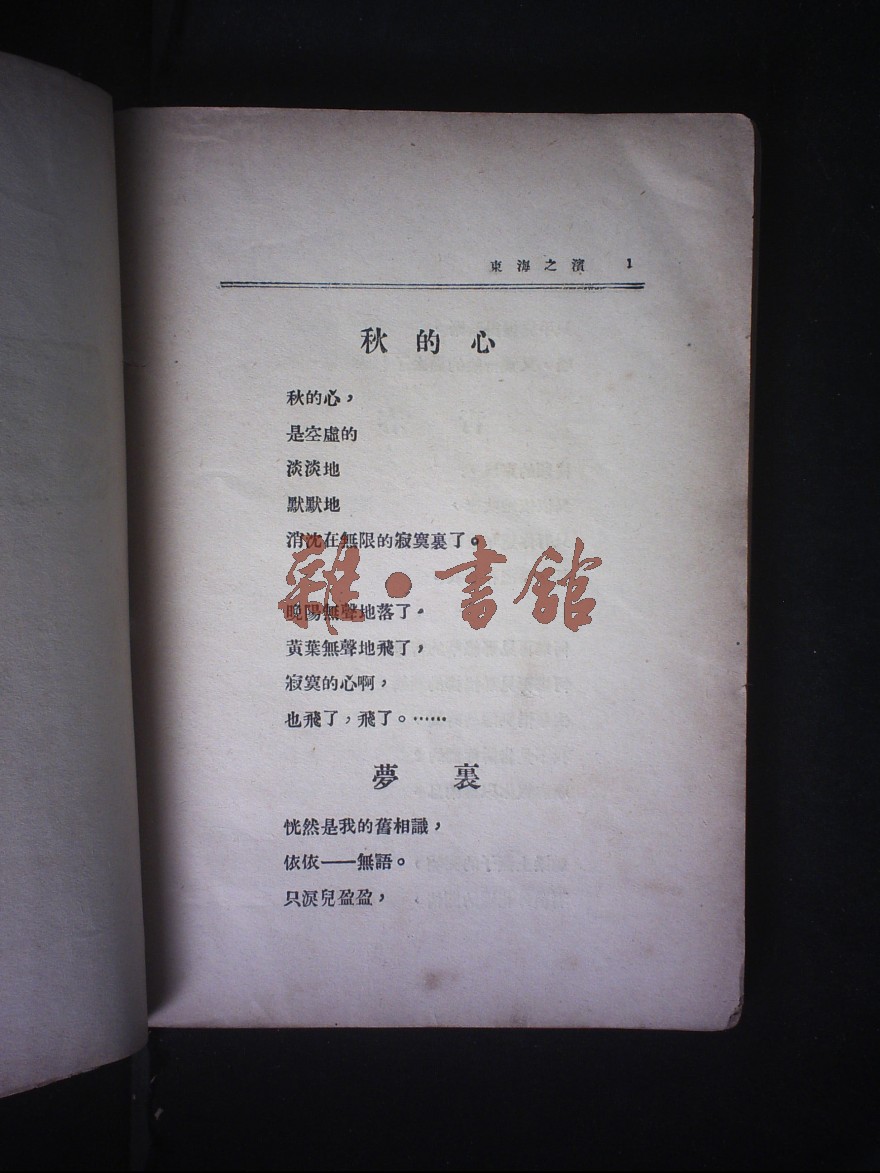 東海之濱 1
秋的心
秋的心，
是空虛的
淡淡地
默默地
消沈在無限的寂寞裏了。
雜·書館
晚陽無聲地落了。
黃葉無聲地飛了，
寂寞的心啊，
也飛了，飛了。……
夢裏
恍然是我的舊相識，
依依——無語。
只淚兒盈盈，